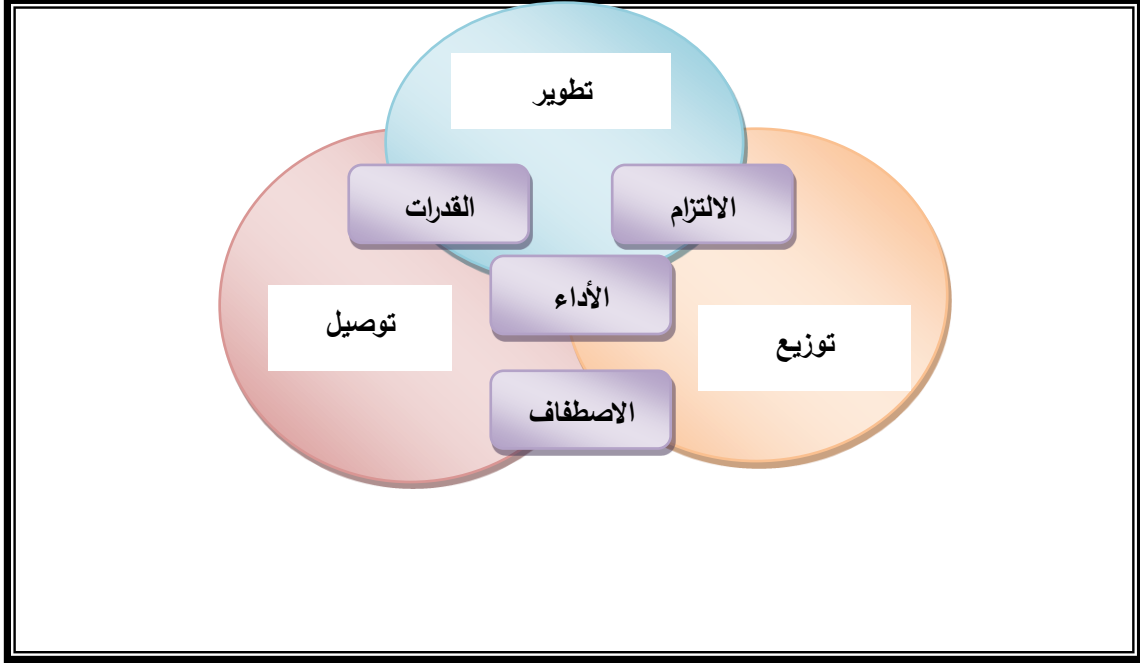 تطوير
الالتزام
القدرات
الأداء
توصيل
توزيع
الاصطفاف